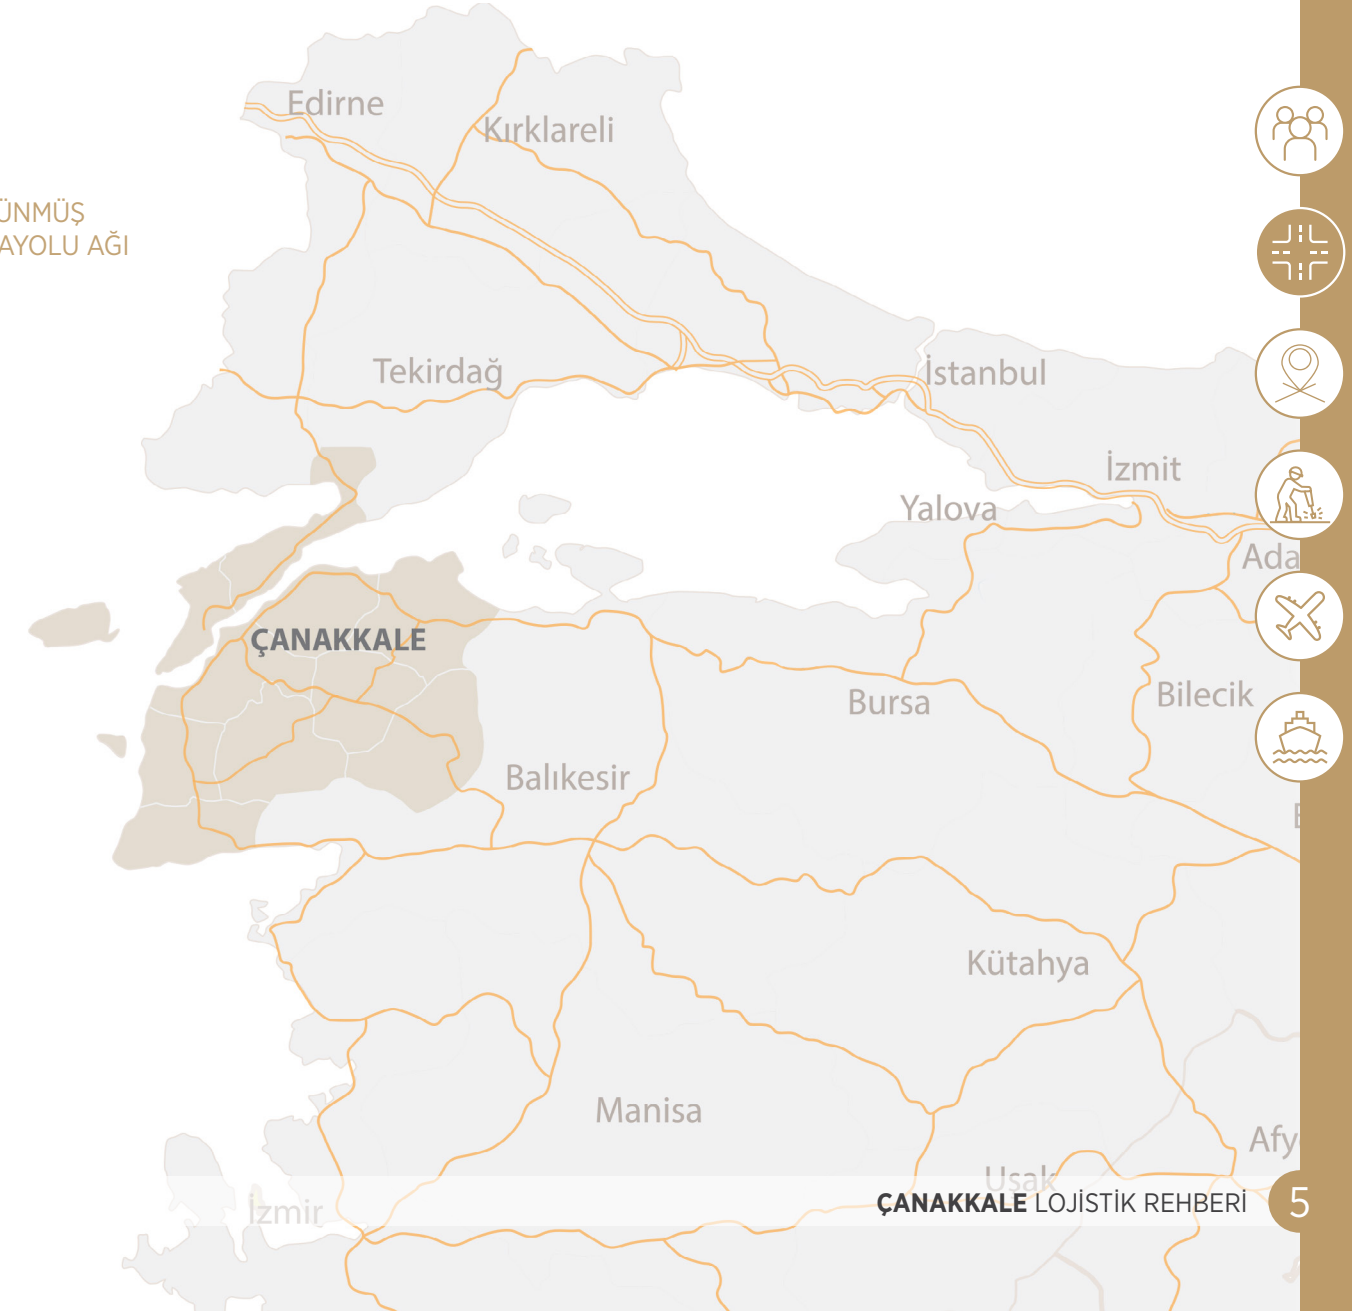 Edirne
Kırklareli
ÜNMÜŞ
AYOLU AĞI
Tekirdağ
İstanbul
İzmit
Yalova
Ada
ÇANAKKALE
Bursa
Bilecik
Balıkesir
Kütahya
Manisa
Afy
Uşak
İzmir
ÇANAKKALE LOJİSTİK REHBERİ 5